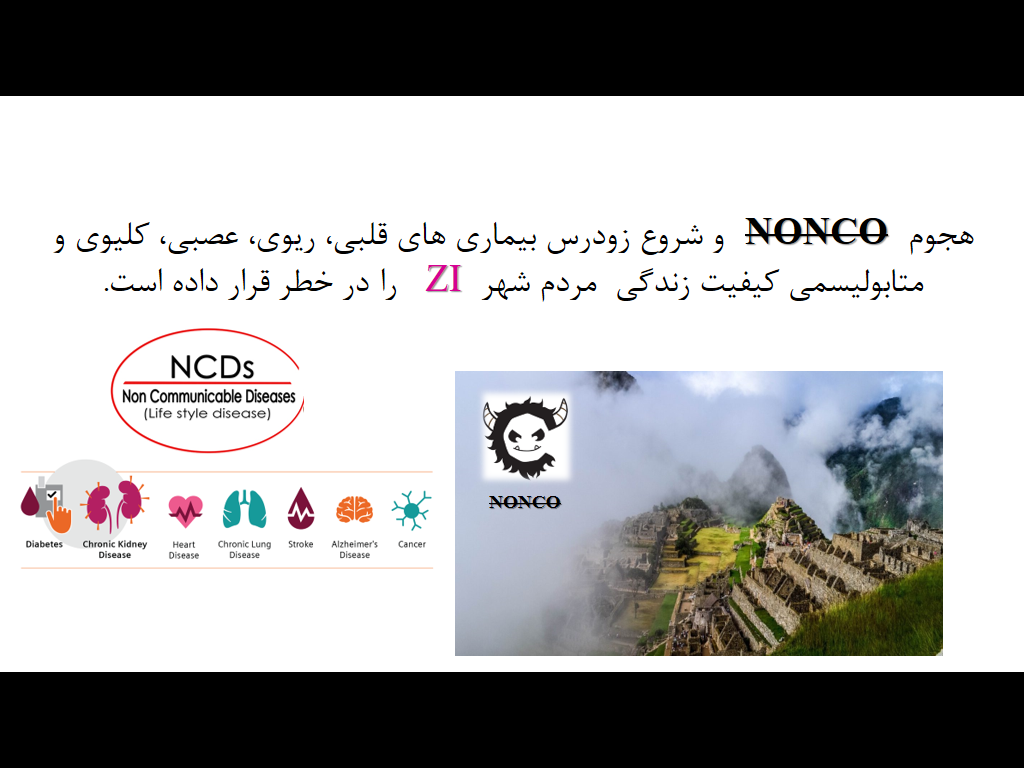 هجوم NONCO و شروع زودرس بیماری های قلبی، ریوی، عصبی، کلیوی و
متابولیسمی کیفیت زندگی مردم شهر ZI را در خطر قرار داده است.
NCDs
Non Communicable Diseases
(Life style disease)
Diabetes
Chronic Kidney
Disease
Heart
Disease
Chronic Lung
Disease
Stroke
Alzheimer's
Disease
Cancer
NONCO